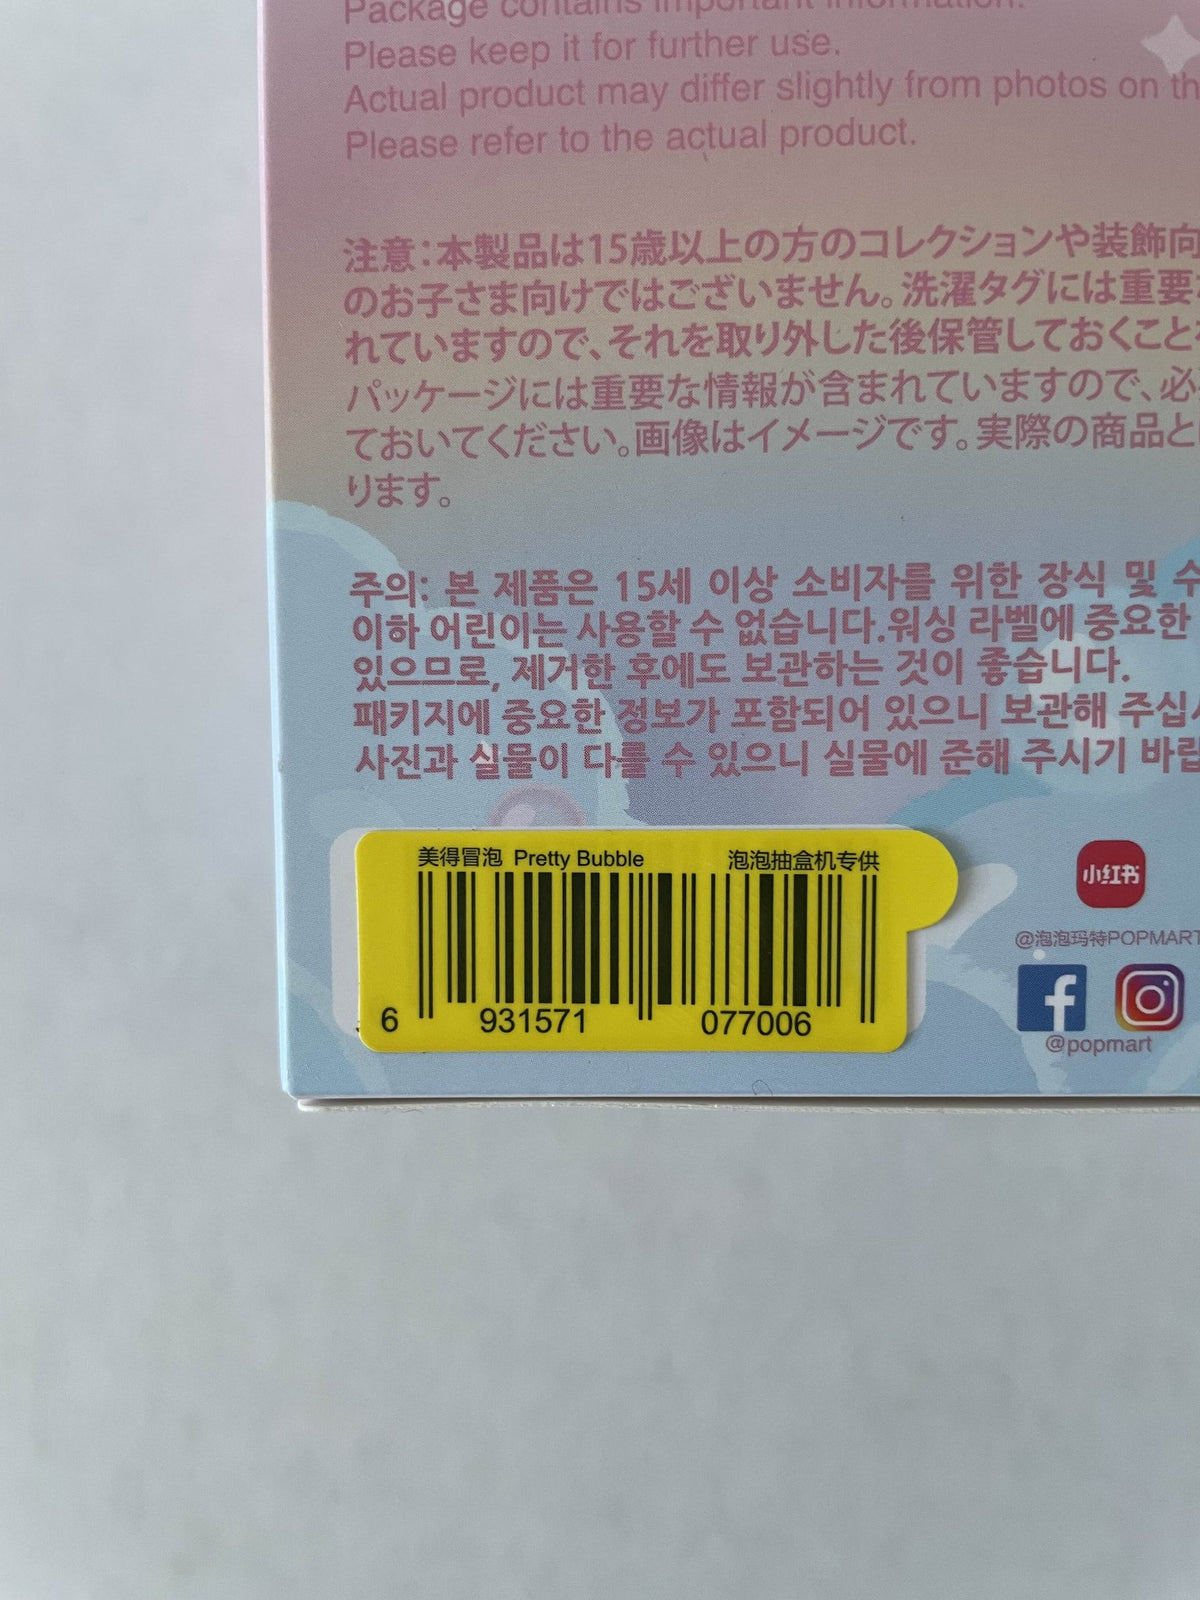 Package contains important information.
Please keep it for further use.
Actual product may differ slightly from photos on th
Please refer to the actual product.
注意：本製品は15歳以上の方のコレクションや装飾向
のお子さま向けではございません。洗濯タグには重要
れていますので、それを取り外した後保管しておくこと
パッケージには重要な情報が含まれていますので、必
ておいてください。画像はイメージです。実際の商品と
ります。
주의: 본 제품은 15세 이상 소비자를 위한 장식 및 수
이하 어린이는 사용할 수 없습니다.워싱 라벨에 중요한
있으므로, 제거한 후에도 보관하는 것이 좋습니다.
패키지에 중요한 정보가 포함되어 있으니 보관해 주십시
사진과 실물이 다를 수 있으니 실물에 준해 주시기 바랍
美得冒泡 Pretty Bubble 泡泡抽盒机专供
6 931571 077006
小红书
@泡泡玛特POPMART
@popmart